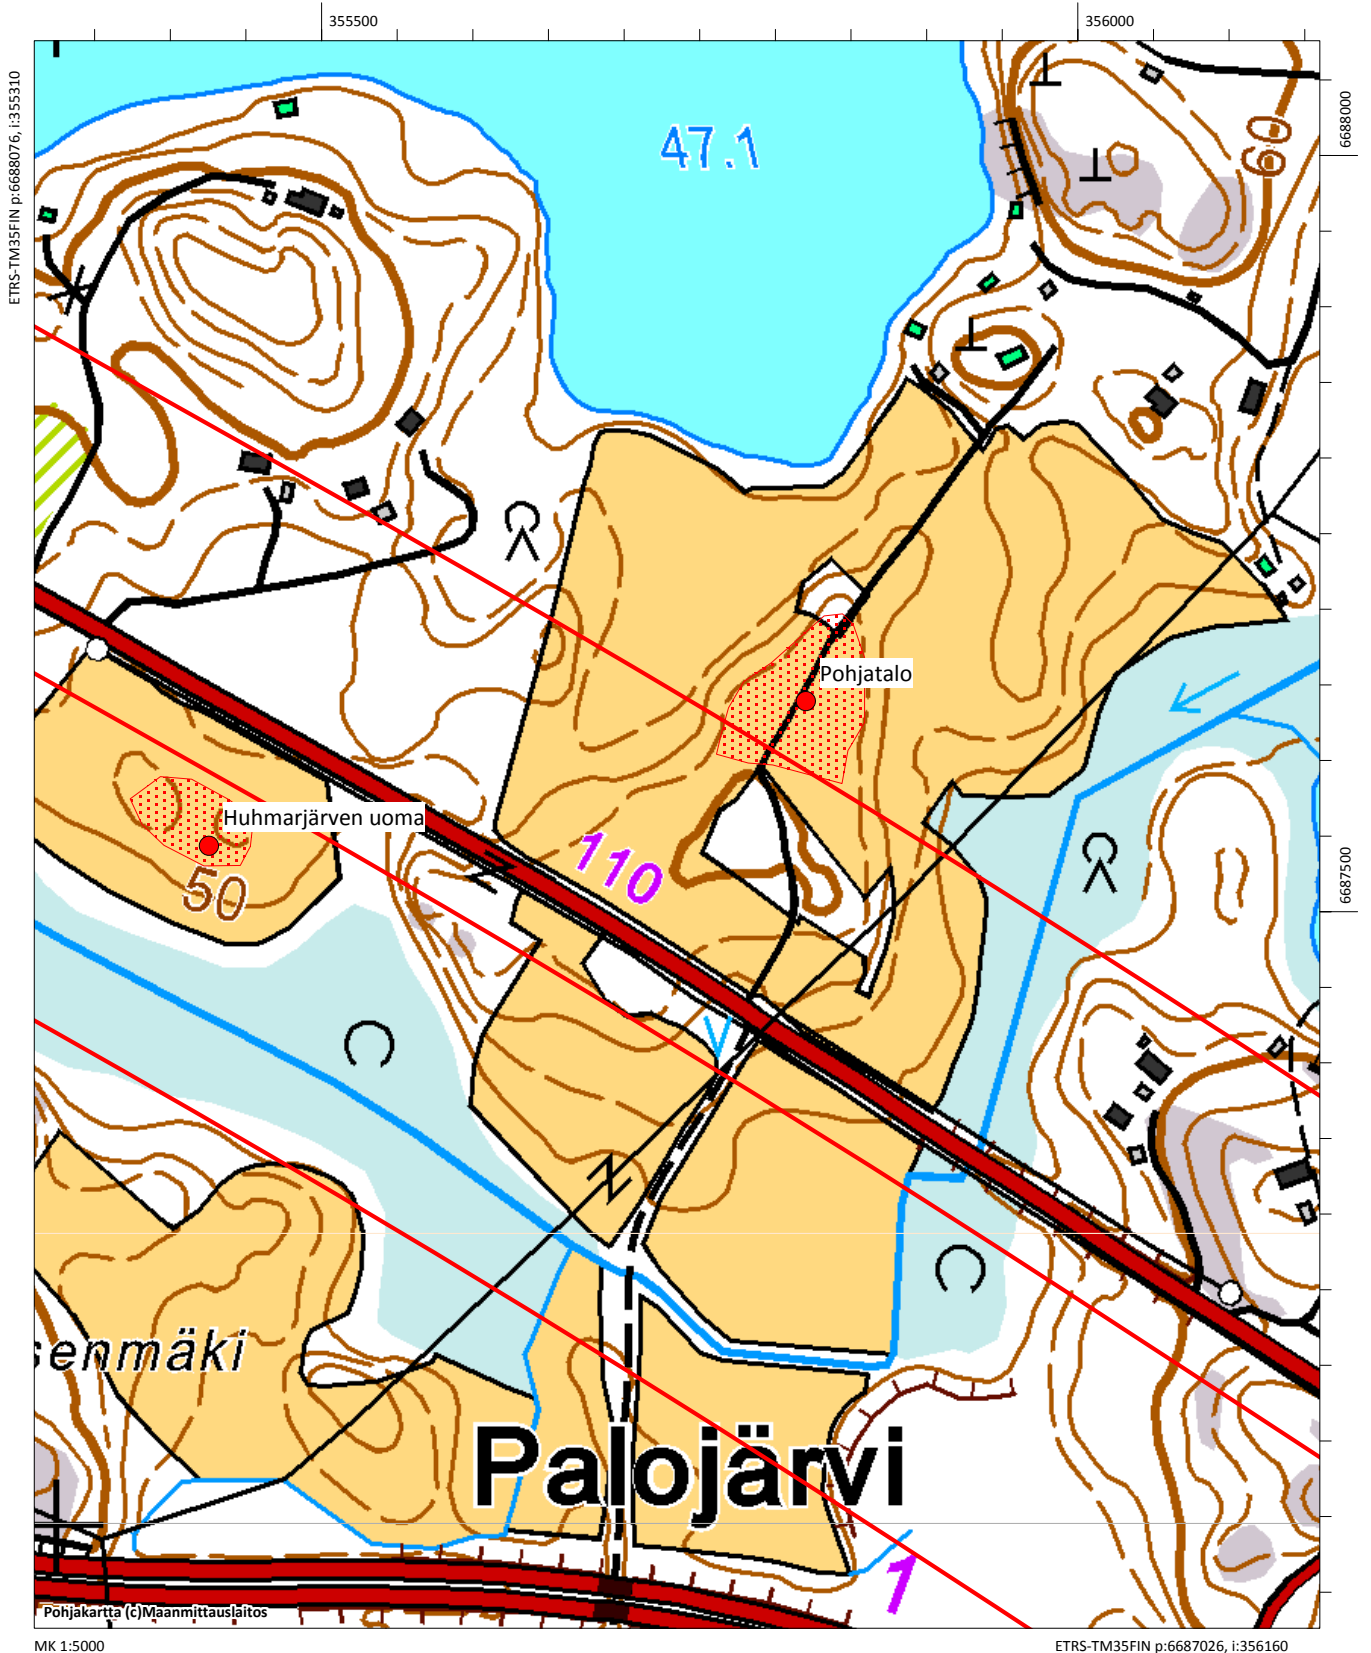 355500
356000
ETRS-TM35FIN p:6688076, i:355310
6688000
47.1
60
Pohjatalo
Huhmarjärven uoma
110
50
6687500
senmäki
Palojärvi
1
Pohjakartta (c)Maanmittauslaitos
MK 1:5000
ETRS-TM35FIN p:6687026, i:356160